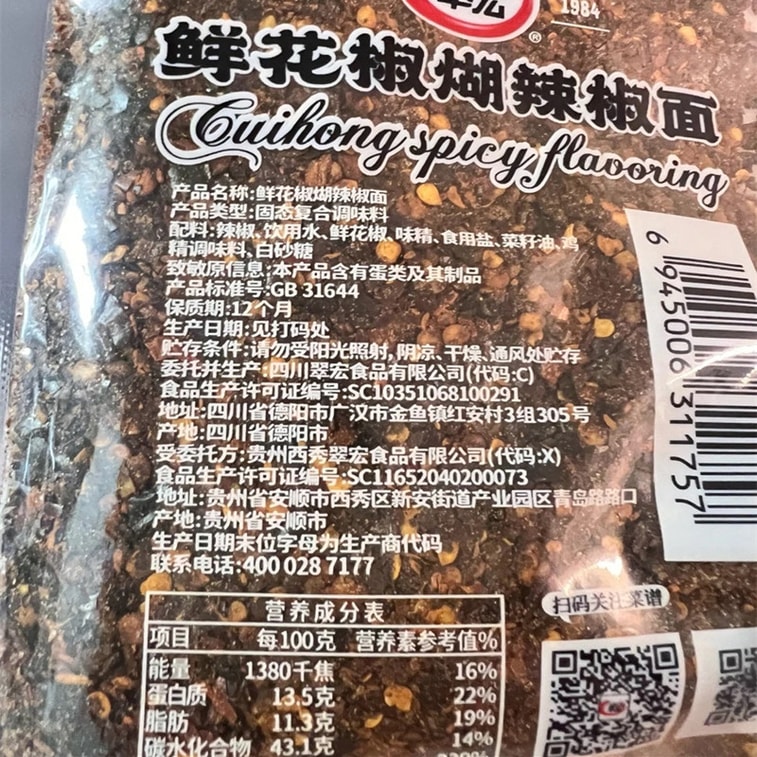 1984
®
鲜花椒煳辣椒面
Cuihong spicy flavoring
产品名称:鲜花椒煳辣椒面
产品类型:固态复合调味料
配料:辣椒、饮用水、鲜花椒、味精、食用盐、菜籽油、鸡
精调味料、白砂糖
致敏原信息:本产品含有蛋类及其制品
产品标准号:GB 31644
保质期:12个月
生产日期:见打码处
贮存条件:请勿受阳光照射,阴凉、干燥、通风处贮存
委托并生产:四川翠宏食品有限公司(代码:C)
食品生产许可证编号:SC10351068100291
地址:四川省德阳市广汉市金鱼镇红安村3组305号
产地:四川省德阳市
受委托方:贵州西秀翠宏食品有限公司(代码:X)
食品生产许可证编号:SC11652040200073
地址:贵州省安顺市西秀区新安街道产业园区青岛路路口
产地:贵州省安顺市
生产日期末位字母为生产商代码
联系电话:400 028 7177
6 945006 311757
扫码关注菜谱
营养成分表
项目 每100克 营养素参考值%
能量 1380千焦 16%
蛋白质 13.5克 22%
脂肪 11.3克 19%
碳水化合物 43.1克 14%